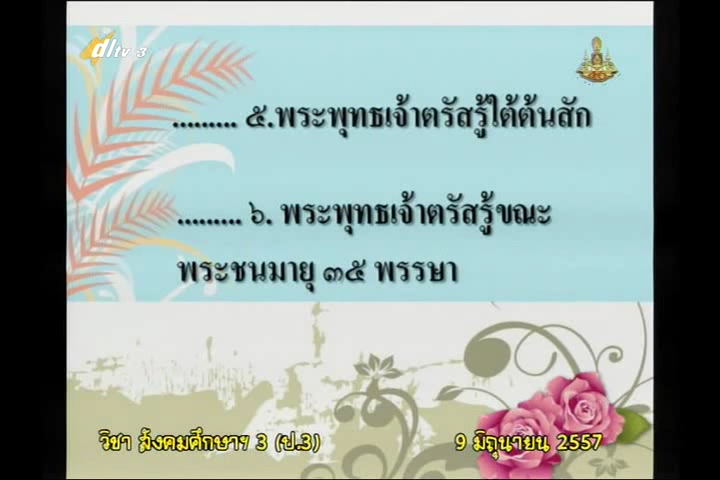 dltv 3
......... ๕.พระพุทธเจ้าตรัสรู้ใต้ต้นสัก
......... ๖. พระพุทธเจ้าตรัสรู้ขณะ
พระชนมายุ ๓๕ พรรษา
วิชา สังคมศึกษาฯ 3 (ป.3)
9 มิถุนายน 2557